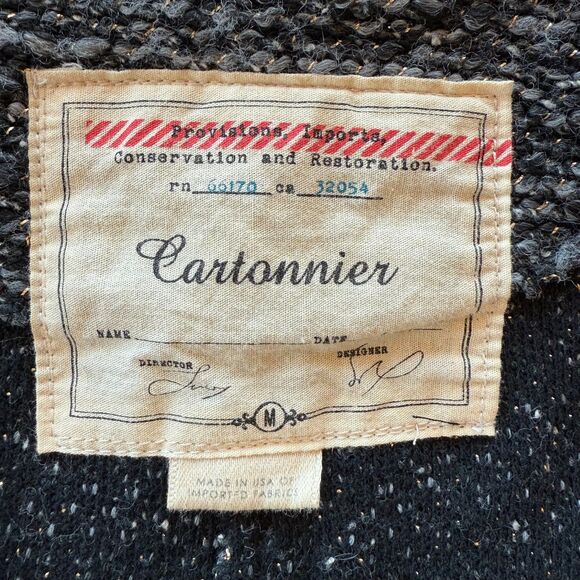 Provisions, Imports,
Conservation and Restoration.
rn 66170 ca 32054
Cartonnier
NAME DATE
DIRECTOR DESIGNER
M
MADE IN USA OF
IMPORTED FABRICS